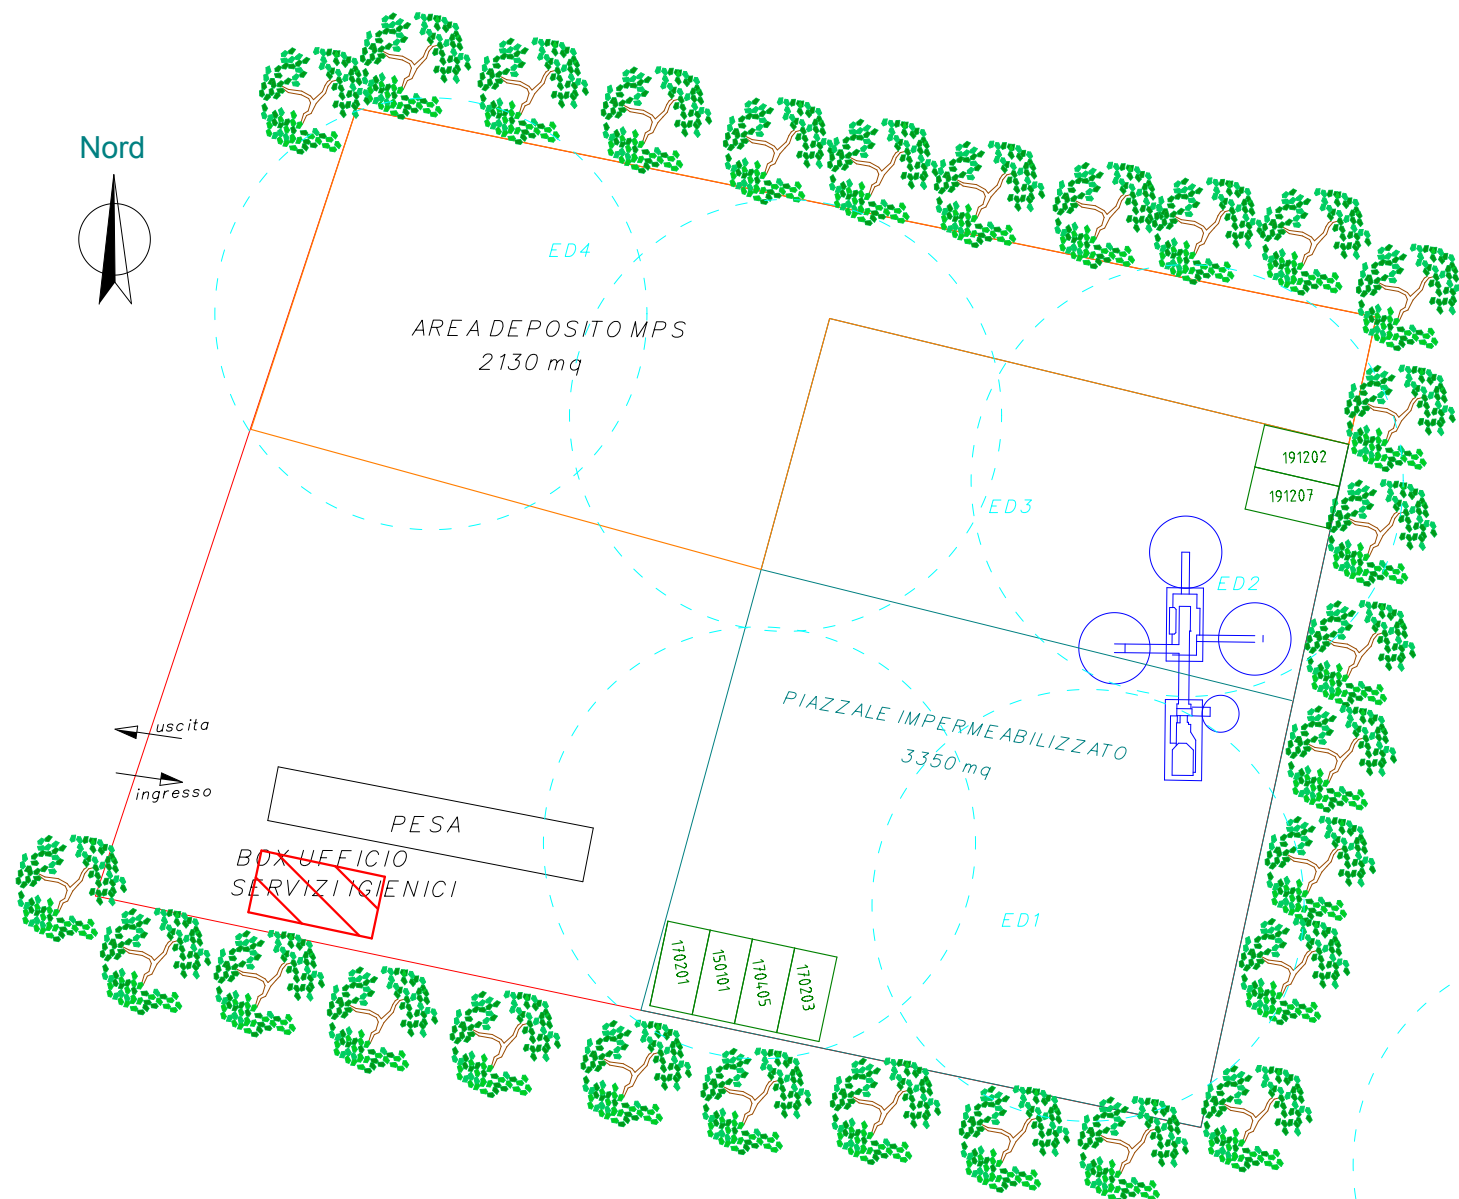 Nord
ED4
AREA DEPOSITO MPS
2130 mq
191202
191207
ED3
ED2
uscita
ingresso
PIAZZALE IMPERMEABILIZZATO
3350 mq
PESA
BOX UFFICIO
SERVIZI IGIENICI
ED1
170201
150101
170405
170203